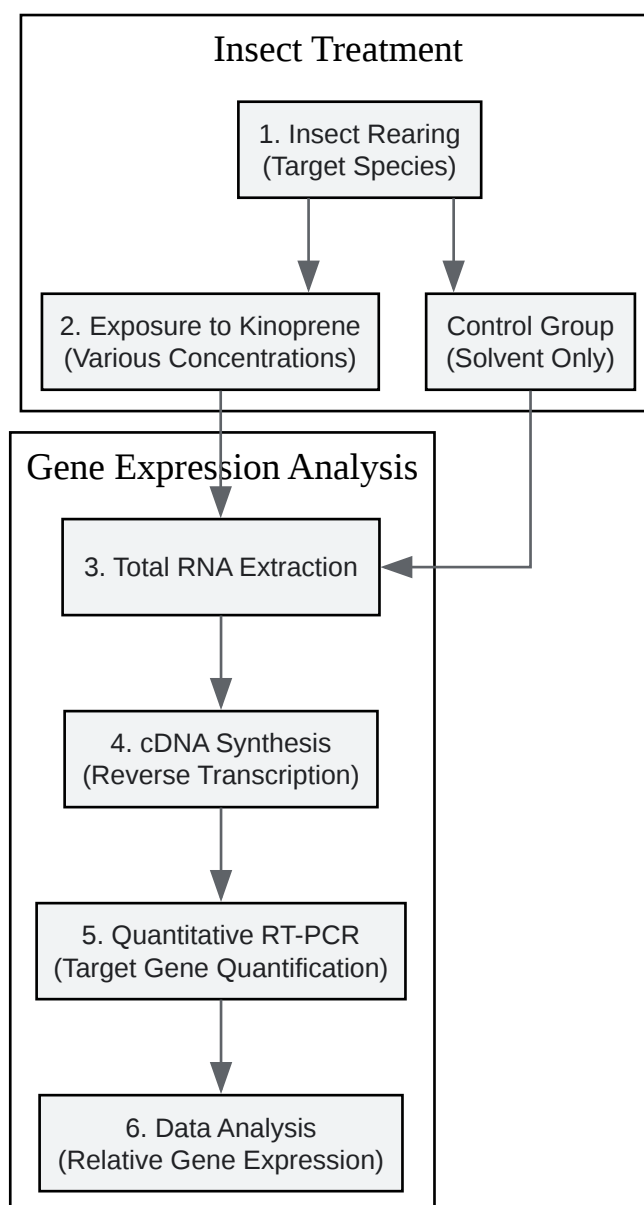 Insect Treatment
1. Insect Rearing
(Target Species)
2. Exposure to Kinoprene
(Various Concentrations)
Control Group
(Solvent Only)
Gene Expression Analysis
3. Total RNA Extraction
4. cDNA Synthesis
(Reverse Transcription)
5. Quantitative RT-PCR
(Target Gene Quantification)
6. Data Analysis
(Relative Gene Expression)